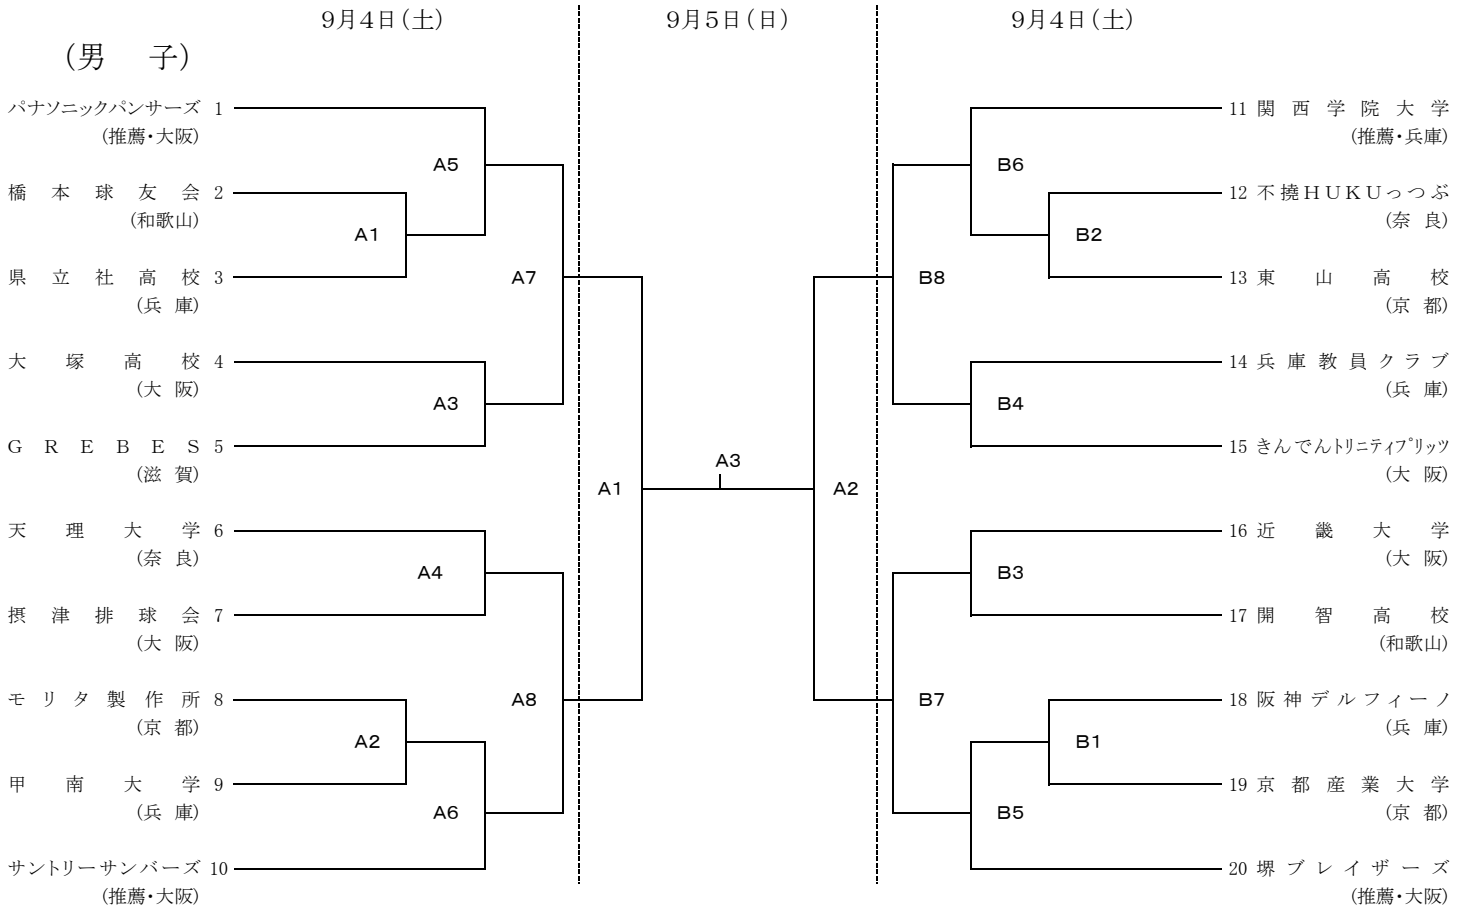 9月4日(土)
9月5日(日)
9月4日(土)
(男 子)
パナソニックパンサーズ 1
(推薦・大阪)
橋本球友会 2
(和歌山)
県立社高校 3
(兵 庫)
大塚高校 4
(大 阪)
GREBES 5
(滋 賀)
天理大学 6
(奈 良)
摂津排球会 7
(大 阪)
モリタ製作所 8
(京 都)
甲南大学 9
(兵 庫)
サントリーサンバーズ 10
(推薦・大阪)
A5
A1
A7
A3
A4
A8
A2
A6
A1
A3
A2
B6
B2
B8
B4
B3
B7
B1
B5
11 関西学院大学
(推薦・兵庫)
12 不撓HUKUっつぶ
(奈 良)
13 東山高校
(京 都)
14 兵庫教員クラブ
(兵 庫)
15 きんでんトリニティブリッツ
(大 阪)
16 近畿大学
(大 阪)
17 開智高校
(和歌山)
18 阪神デルフィーノ
(兵 庫)
19 京都産業大学
(京 都)
20 堺ブレイザーズ
(推薦・大阪)